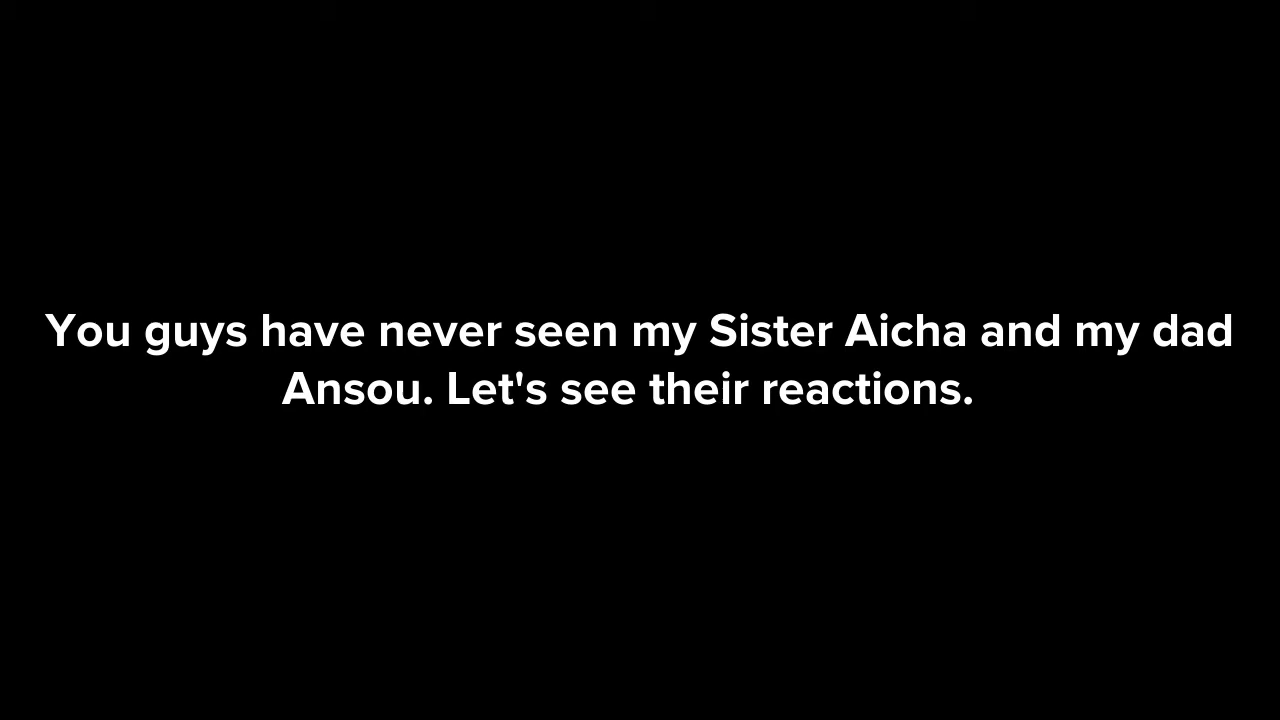 You guys have never seen my Sister Aicha and my dad
Ansou. Let's see their reactions.